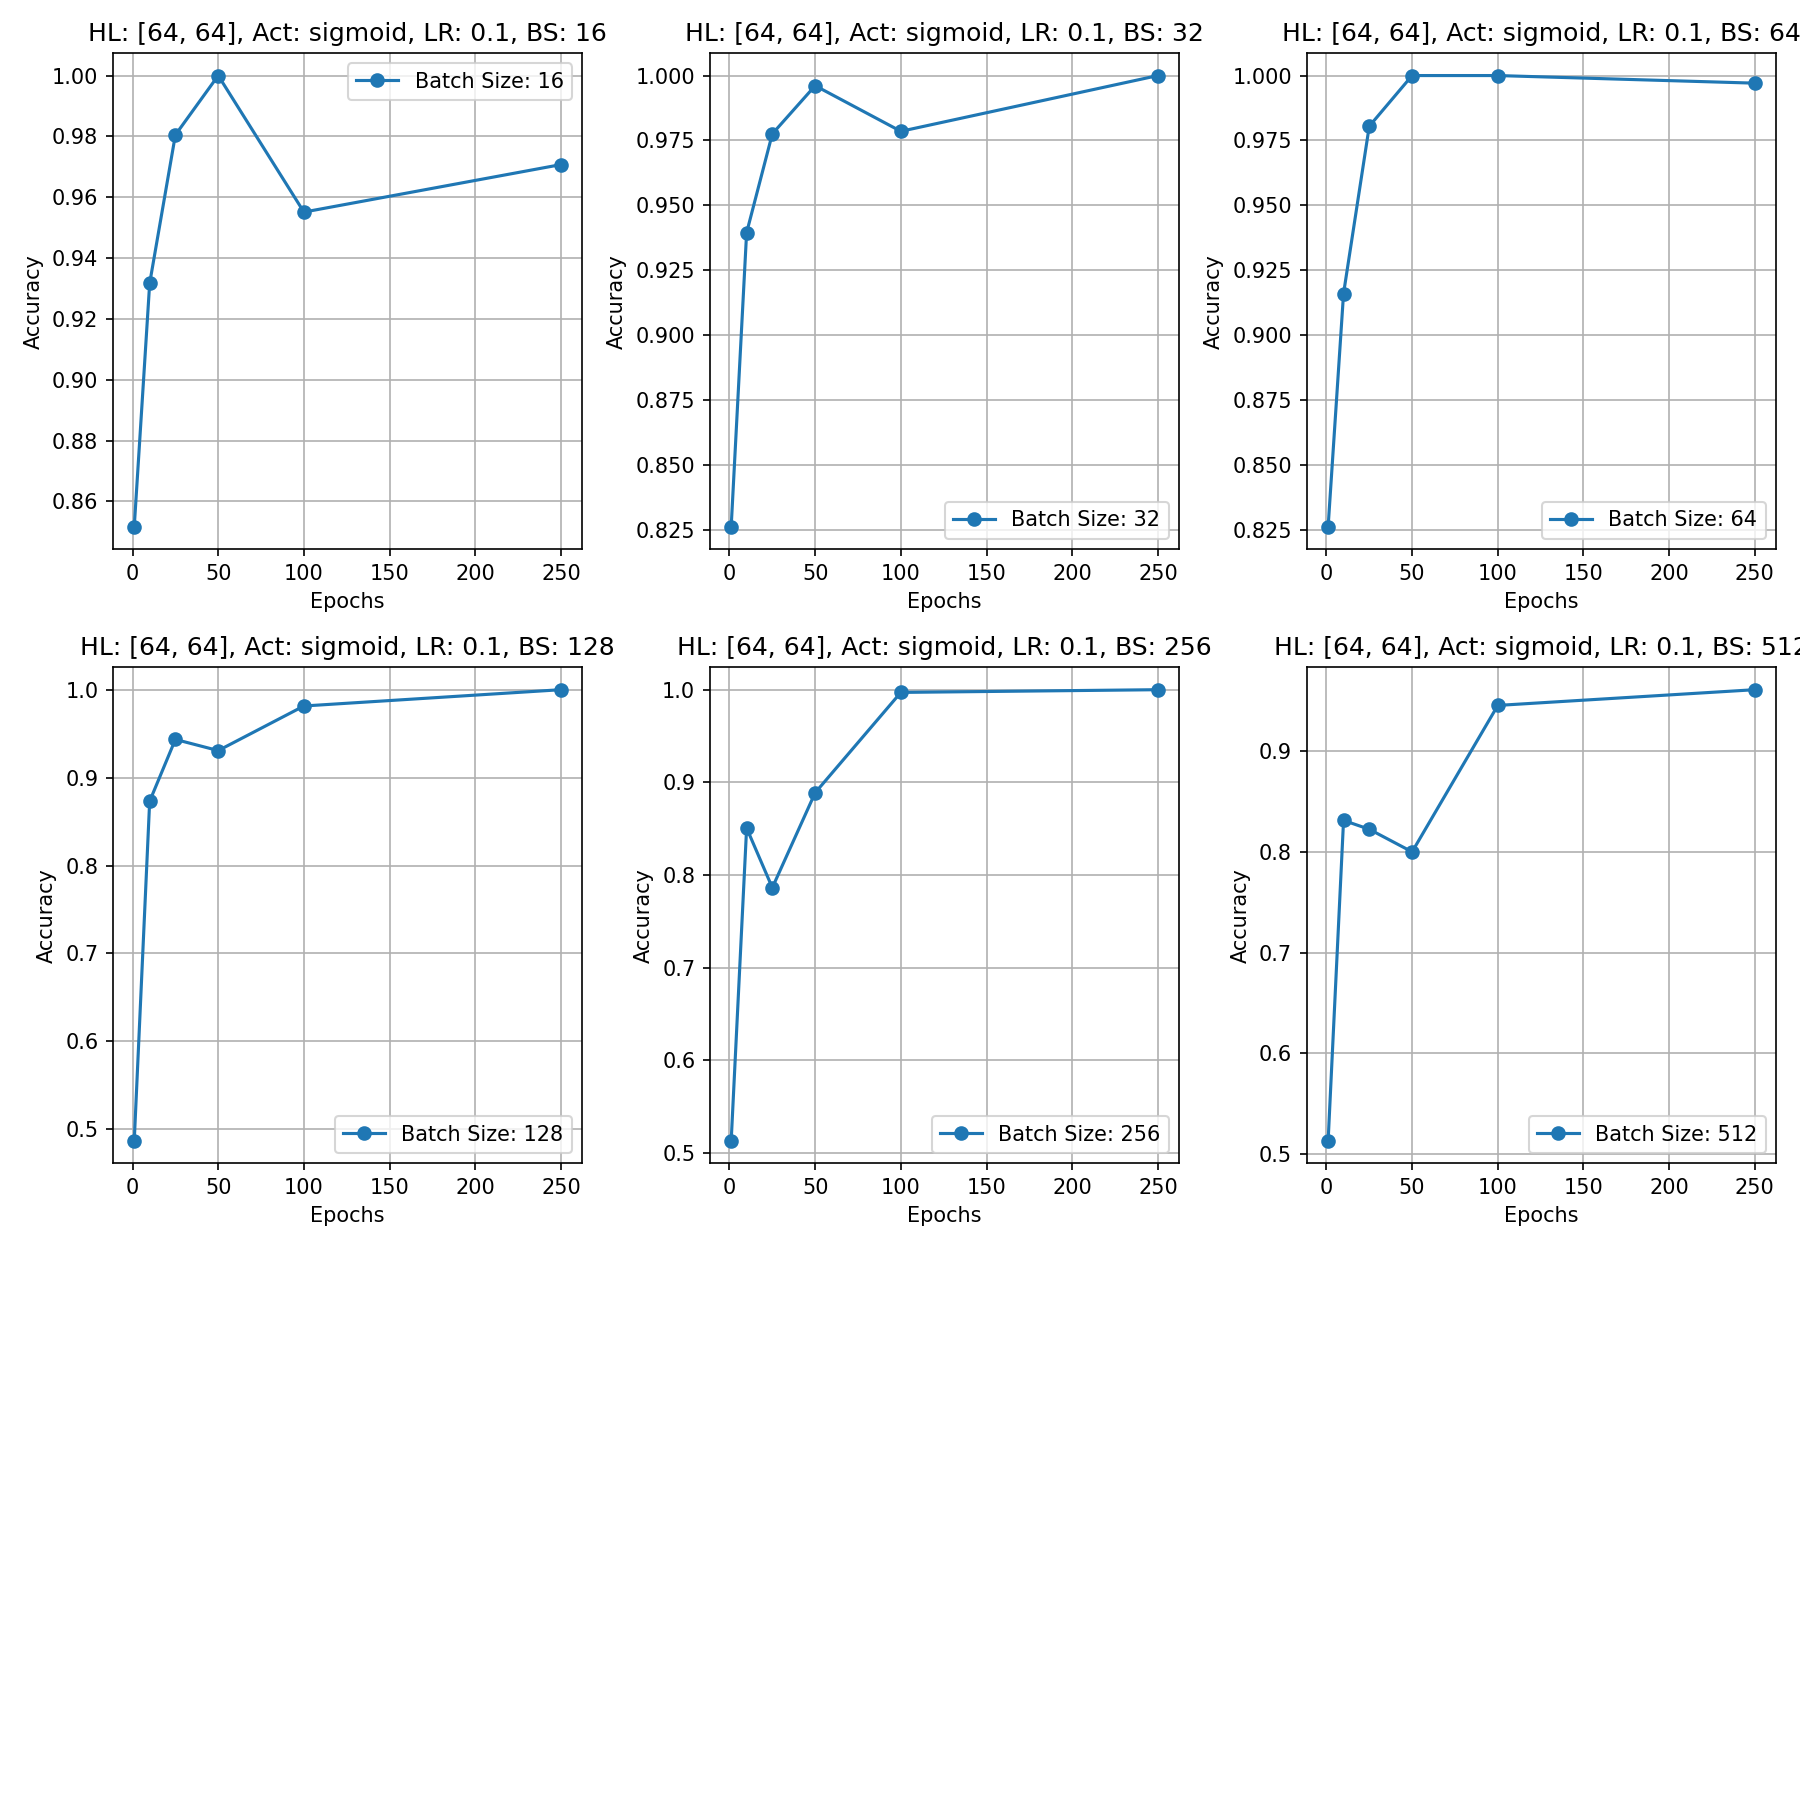 HL: [64, 64], Act: sigmoid, LR: 0.1, BS: 16
Batch Size: 16
Accuracy
1.00
0.98
0.96
0.94
0.92
0.90
0.88
0.86
0 50 100 150 200 250
Epochs
HL: [64, 64], Act: sigmoid, LR: 0.1, BS: 32
Accuracy
1.000
0.975
0.950
0.925
0.900
0.875
0.850
0.825
Batch Size: 32
0 50 100 150 200 250
Epochs
HL: [64, 64], Act: sigmoid, LR: 0.1, BS: 64
Accuracy
1.000
0.975
0.950
0.925
0.900
0.875
0.850
0.825
Batch Size: 64
0 50 100 150 200 250
Epochs
HL: [64, 64], Act: sigmoid, LR: 0.1, BS: 128
Accuracy
1.0
0.9
0.8
0.7
0.6
0.5
Batch Size: 128
0 50 100 150 200 250
Epochs
HL: [64, 64], Act: sigmoid, LR: 0.1, BS: 256
Accuracy
1.0
0.9
0.8
0.7
0.6
0.5
Batch Size: 256
0 50 100 150 200 250
Epochs
HL: [64, 64], Act: sigmoid, LR: 0.1, BS: 512
Accuracy
0.9
0.8
0.7
0.6
0.5
Batch Size: 512
0 50 100 150 200 250
Epochs